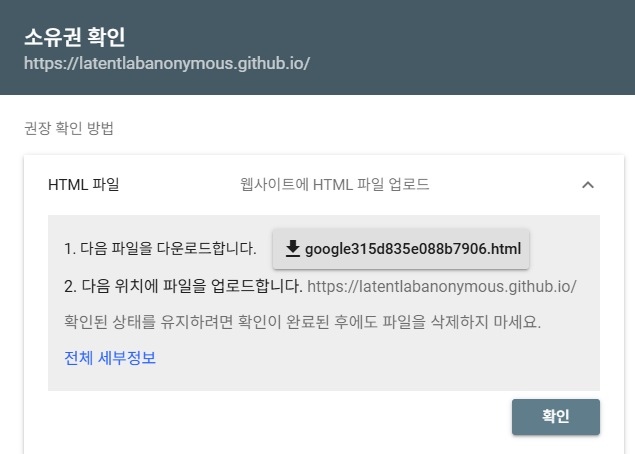 소유권 확인
https://latentlabanonymous.github.io/
권장 확인 방법
HTML 파일 웹사이트에 HTML 파일 업로드
1. 다음 파일을 다운로드합니다. google315d835e088b7906.html
2. 다음 위치에 파일을 업로드합니다. https://latentlabanonymous.github.io/
확인된 상태를 유지하려면 확인이 완료된 후에도 파일을 삭제하지 마세요.
전체 세부정보
확인